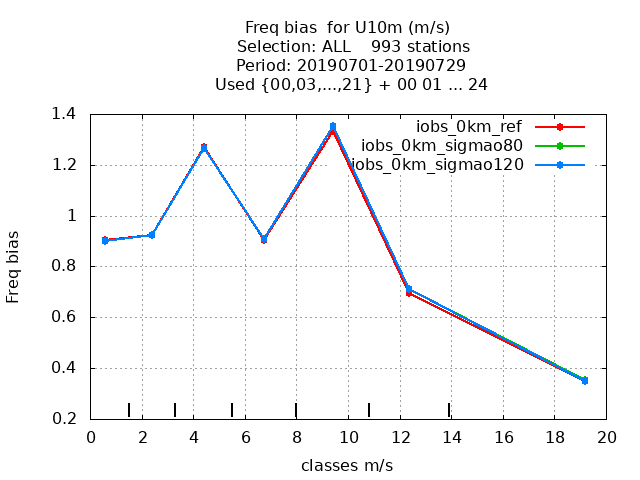 Freq bias  for U10m (m/s)
Selection: ALL    993 stations
Period: 20190701-20190729
Used {00,03,...,21} + 00 01 ... 24
iobs_0km_ref
iobs_0km_sigmao80
iobs_0km_sigmao120
Freq bias
1.4
1.2
1
0.8
0.6
0.4
0.2
0 2 4 6 8 10 12 14 16 18 20
classes m/s